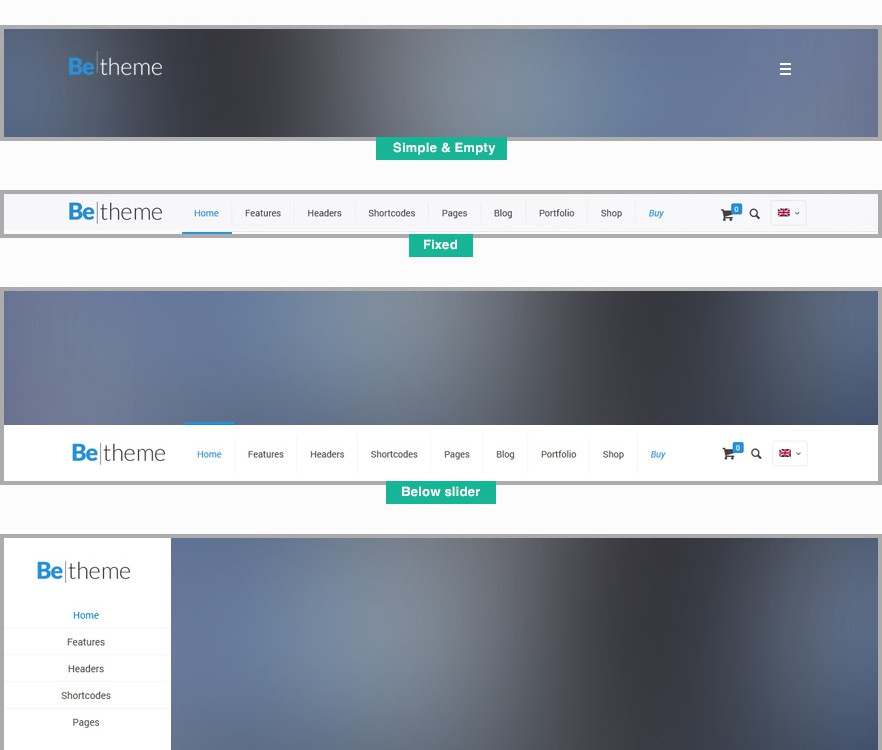 Be|theme
Simple & Empty
Be|theme Home Features Headers Shortcodes Pages Blog Portfolio Shop Buy 0
Fixed
Be|theme Home Features Headers Shortcodes Pages Blog Portfolio Shop Buy 0
Below slider
Be|theme
Home
Features
Headers
Shortcodes
Pages